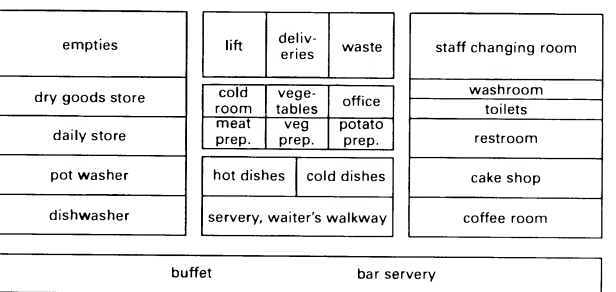 empties
dry goods store
daily store
pot washer
dishwasher
lift
deliv-
eries
waste
cold
room
vege-
tables
office
meat
prep.
veg
prep.
potato
prep.
hot dishes
cold dishes
servery, waiter's walkway
staff changing room
washroom
toilets
restroom
cake shop
coffee room
buffet
bar servery